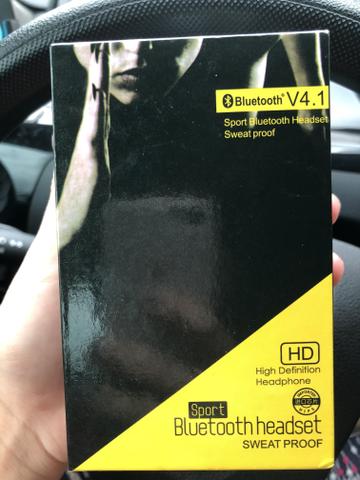 Bluetooth® V4.1
Sport Bluetooth Headset
Sweat proof
HD
High Definition
Headphone
Sport
Bluetooth headset
SWEAT PROOF